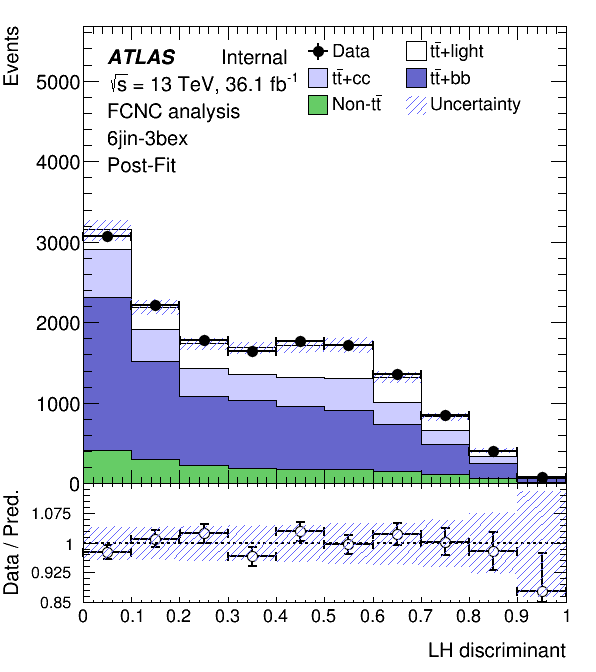 Events
ATLAS Internal
√s = 13 TeV, 36.1 fb⁻¹
FCNC analysis
6jin-3bex
Post-Fit
Data
tt̄+light
tt̄+cc
tt̄+bb
Non-tt̄
Uncertainty
5000
4000
3000
2000
1000
0
Data / Pred.
1.075
1
0.925
0.85
0 0.1 0.2 0.3 0.4 0.5 0.6 0.7 0.8 0.9 1
LH discriminant